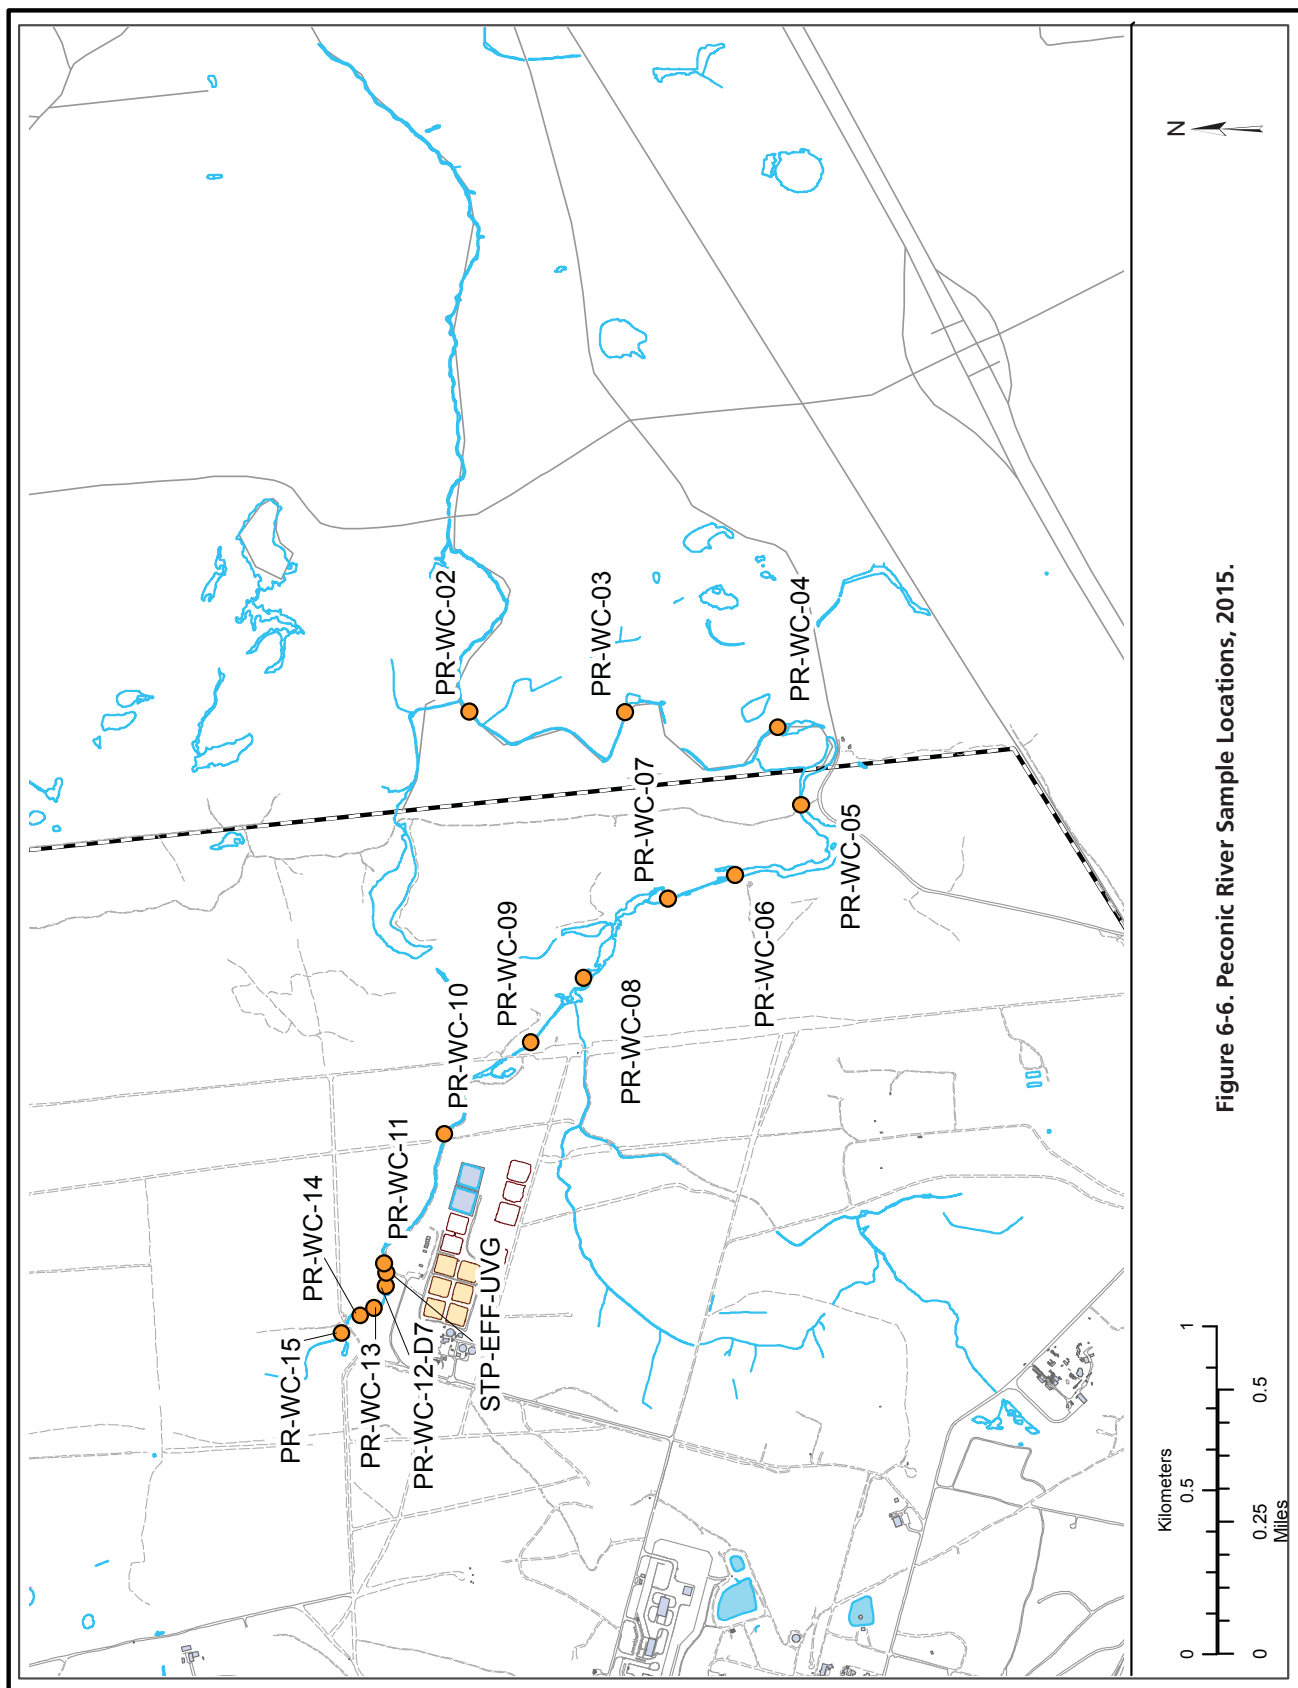 PR-WC-15
PR-WC-14
PR-WC-13
PR-WC-12-D7
PR-WC-11
STP-EFF-UVG
PR-WC-10
PR-WC-09
PR-WC-08
PR-WC-07
PR-WC-06
PR-WC-05
PR-WC-04
PR-WC-03
PR-WC-02
Kilometers
0 0.5 1
0 0.25 0.5
Miles
N
Figure 6-6. Peconic River Sample Locations, 2015.